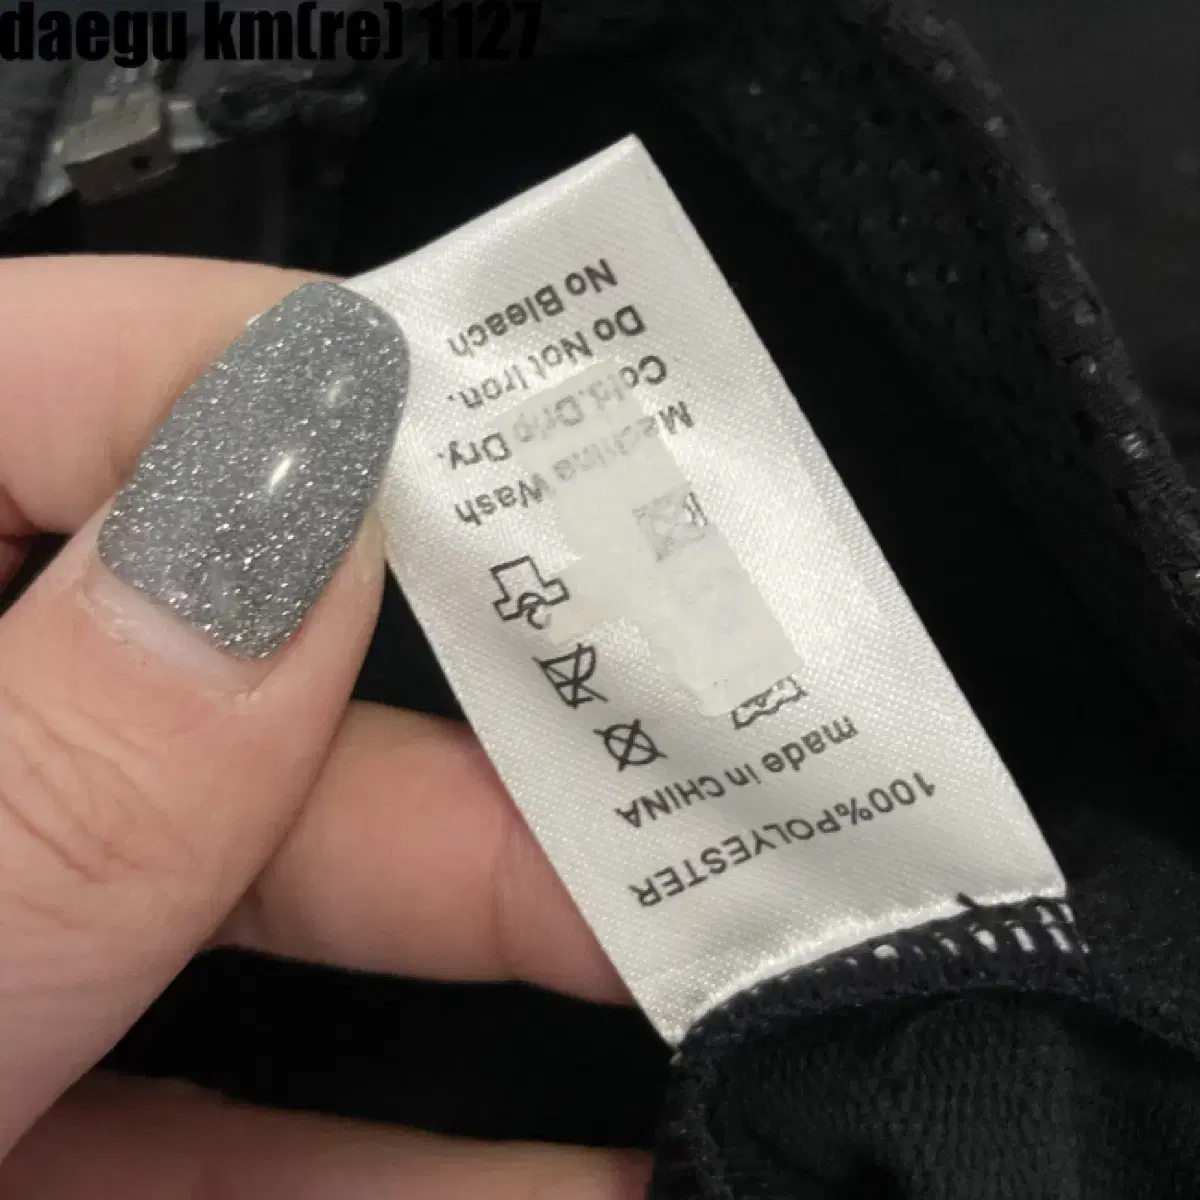 daegu km(re) 1127
100%POLYESTER
made in CHINA
Machine Wash
Cold.Drip Dry.
Do Not Iron.
No Bleach